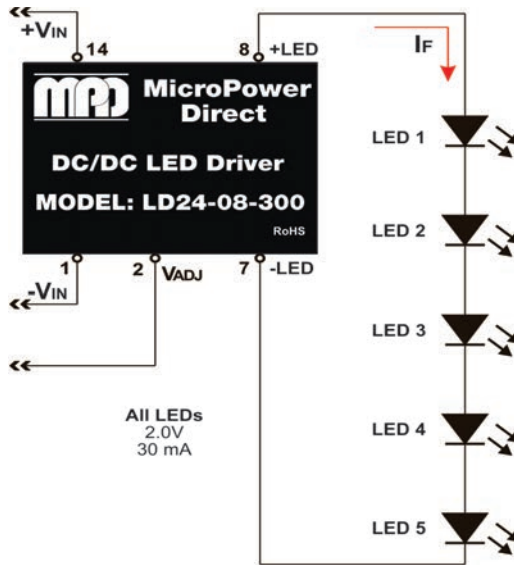 +VIN
14
8
+LED
IF
MPD
MicroPower
Direct
DC/DC LED Driver
MODEL: LD24-08-300
RoHS
1
2
VADJ
7
-LED
-VIN
LED 1
LED 2
LED 3
LED 4
LED 5
All LEDs
2.0V
30 mA